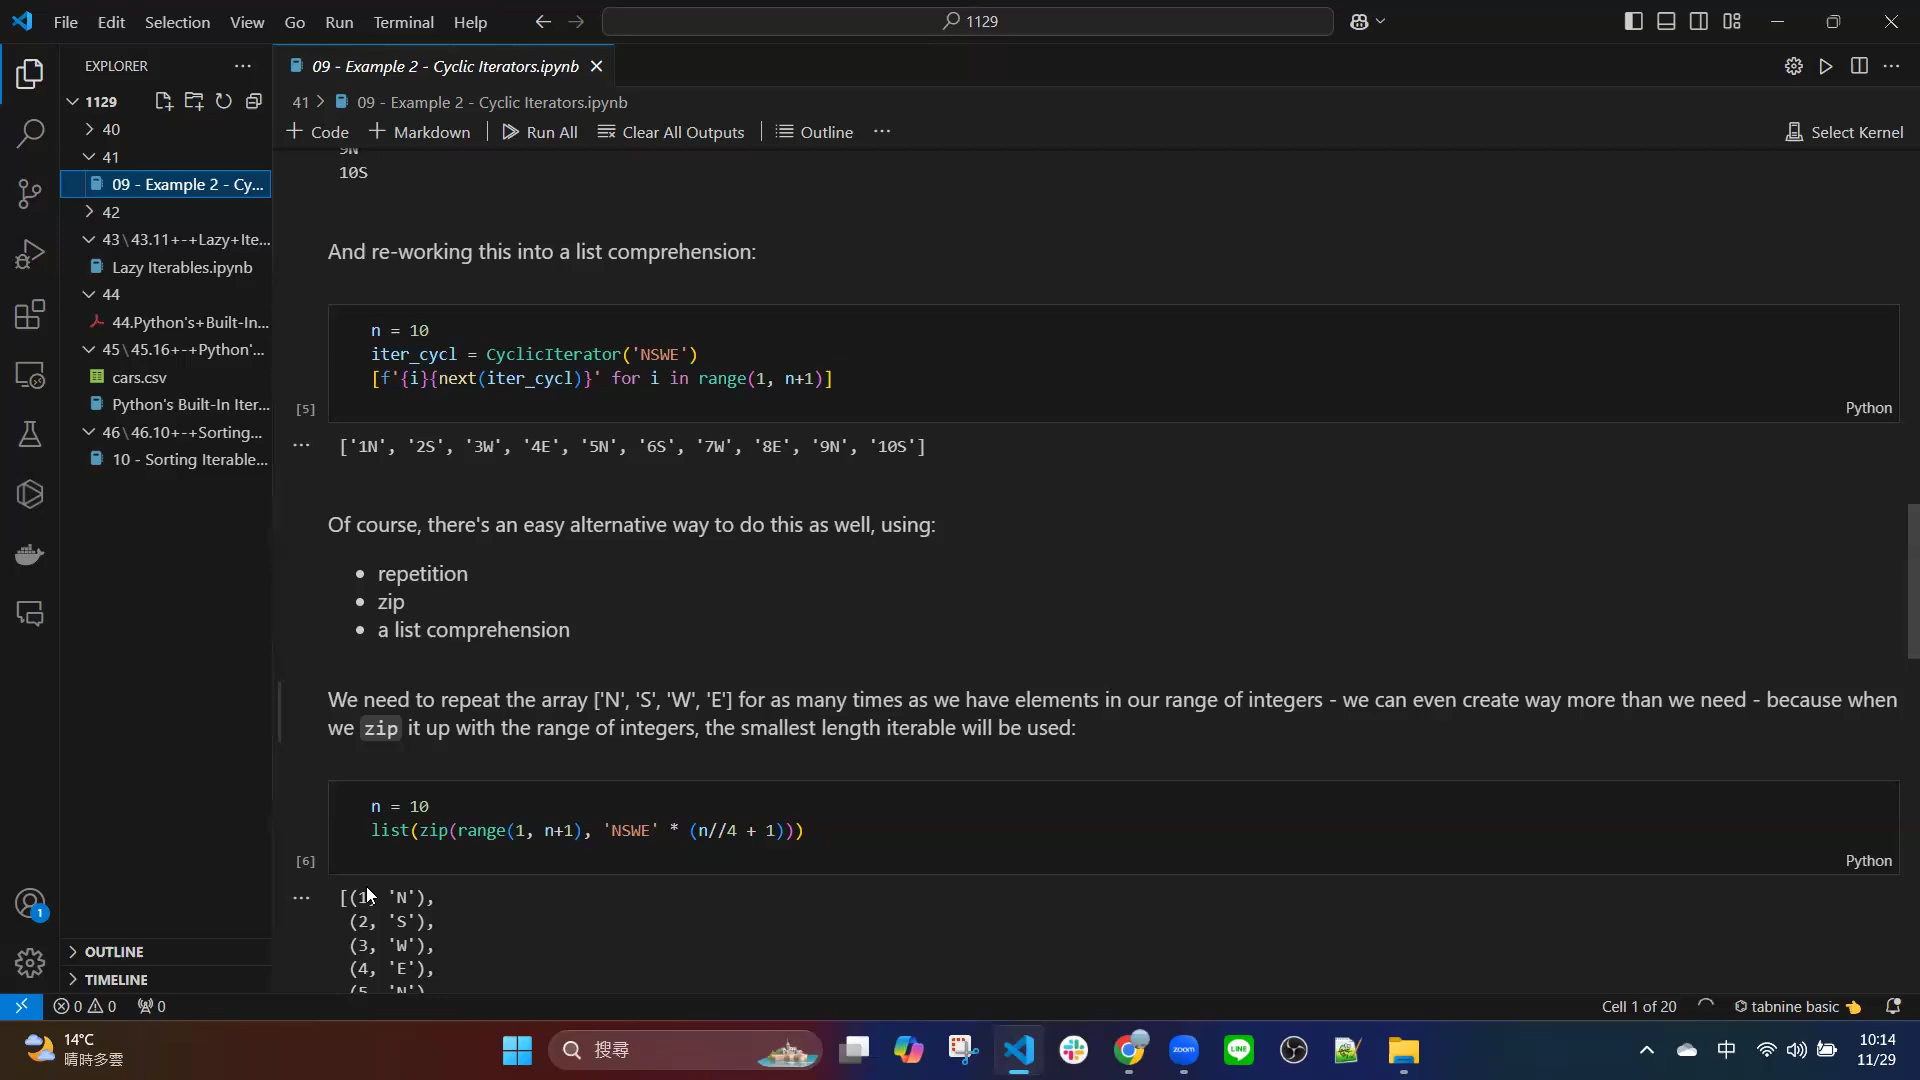 File Edit Selection View Go Run Terminal Help
1129
EXPLORER
1129
40
41
09 - Example 2 - Cy...
42
43\43.11+-+Lazy+Ite...
Lazy Iterables.ipynb
44
44.Python's+Built-In...
45\45.16+-+Python'...
cars.csv
Python's Built-In Iter...
46\46.10+-+Sorting...
10 - Sorting Iterable...
OUTLINE
TIMELINE
09 - Example 2 - Cyclic Iterators.ipynb
41 > 09 - Example 2 - Cyclic Iterators.ipynb
+ Code + Markdown Run All Clear All Outputs Outline ... Select Kernel
9N
10S
And re-working this into a list comprehension:
n = 10
iter_cycl = CyclicIterator('NSWE')
[f'{i}{next(iter_cycl)}' for i in range(1, n+1)]
[5]
Python
['1N', '2S', '3W', '4E', '5N', '6S', '7W', '8E', '9N', '10S']
Of course, there's an easy alternative way to do this as well, using:
• repetition
• zip
• a list comprehension
We need to repeat the array ['N', 'S', 'W', 'E'] for as many times as we have elements in our range of integers - we can even create way more than we need - because when
we zip it up with the range of integers, the smallest length iterable will be used:
n = 10
list(zip(range(1, n+1), 'NSWE' * (n//4 + 1)))
[6]
Python
[(1, 'N'),
(2, 'S'),
(3, 'W'),
(4, 'E'),
(5, 'N'),
0 0 0
Cell 1 of 20 tabnine basic
1
14°C
晴時多雲
搜尋
zoom
LINE
中
10:14
11/29